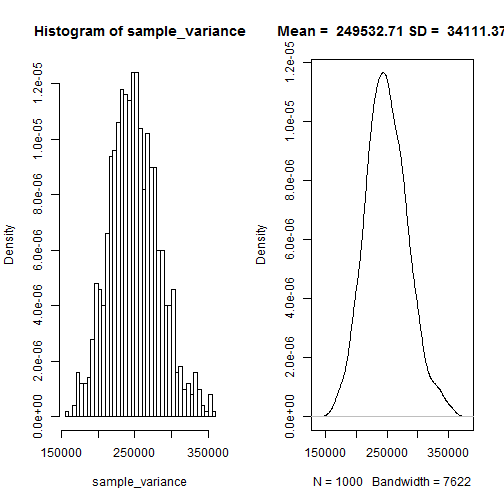 Histogram of sample_variance
Density
0.0e+00 2.0e-06 4.0e-06 6.0e-06 8.0e-06 1.0e-05 1.2e-05
150000 250000 350000
sample_variance
Mean = 249532.71 SD = 34111.37
Density
0.0e+00 2.0e-06 4.0e-06 6.0e-06 8.0e-06 1.0e-05 1.2e-05
150000 250000 350000
N = 1000 Bandwidth = 7622